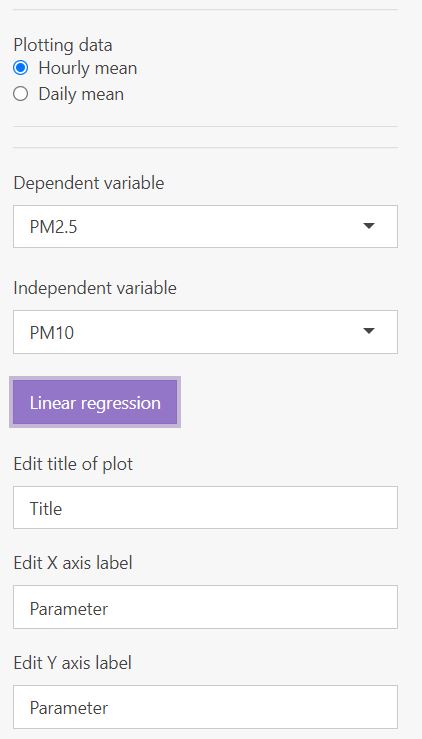 Plotting data
Hourly mean
Daily mean
Dependent variable
PM2.5
Independent variable
PM10
Linear regression
Edit title of plot
Title
Edit X axis label
Parameter
Edit Y axis label
Parameter